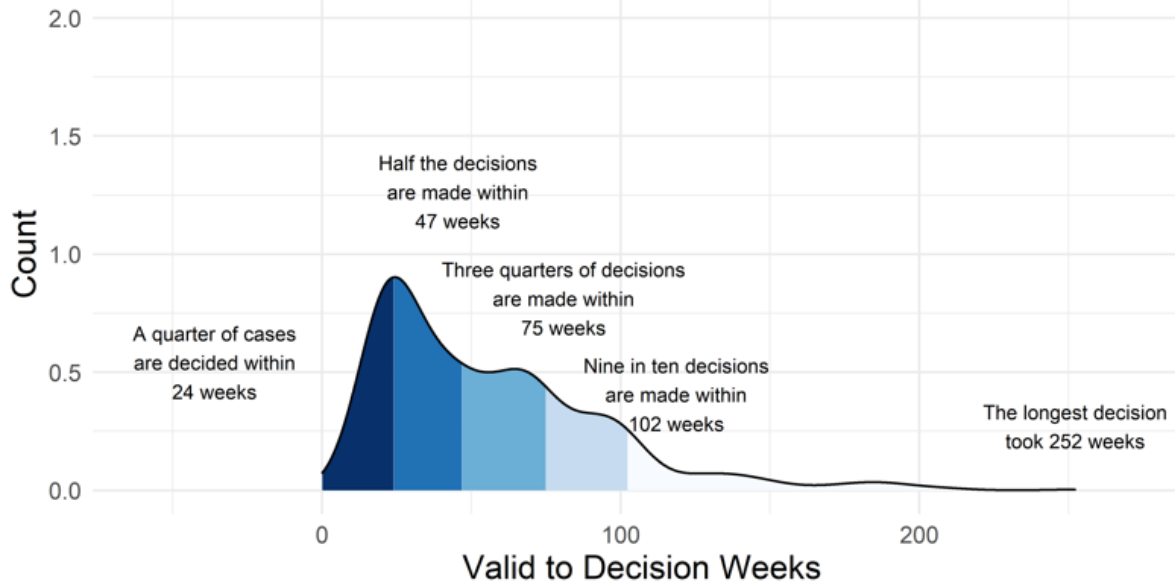 2.0
1.5
1.0
0.5
0.0
Count
Half the decisions
are made within
47 weeks
Three quarters of decisions
are made within
75 weeks
A quarter of cases
are decided within
24 weeks
Nine in ten decisions
are made within
102 weeks
The longest decision
took 252 weeks
0
100
200
Valid to Decision Weeks